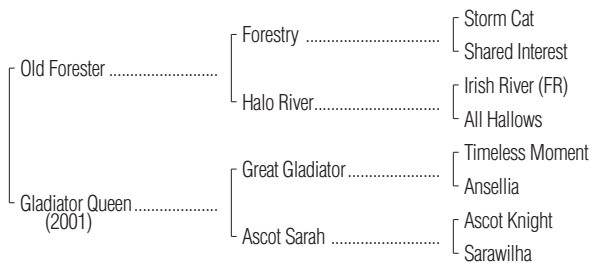 Storm Cat
Forestry ................................
Shared Interest
Old Forester ..........................
Irish River (FR)
Halo River..............................
All Hallows
Timeless Moment
Great Gladiator......................
Ansellia
Gladiator Queen....................
(2001)
Ascot Knight
Ascot Sarah ..........................
Sarawilha